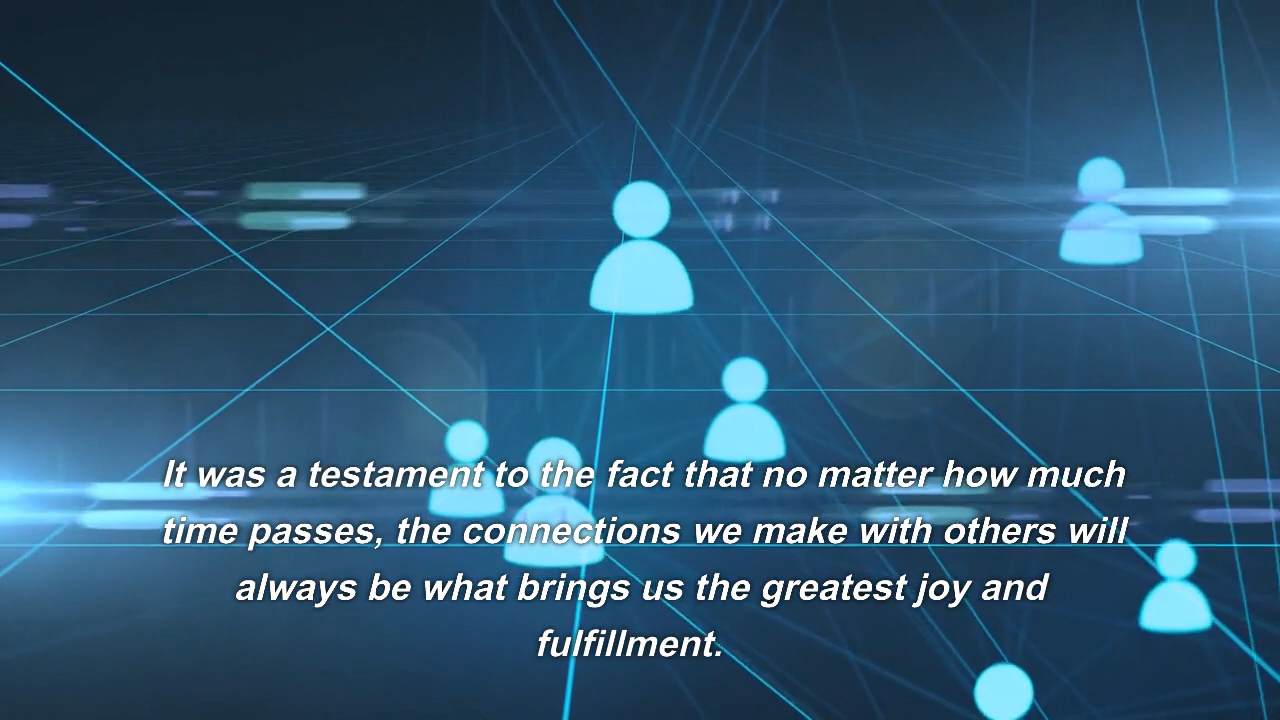 It was a testament to the fact that no matter how much
time passes, the connections we make with others will
always be what brings us the greatest joy and
fulfillment.